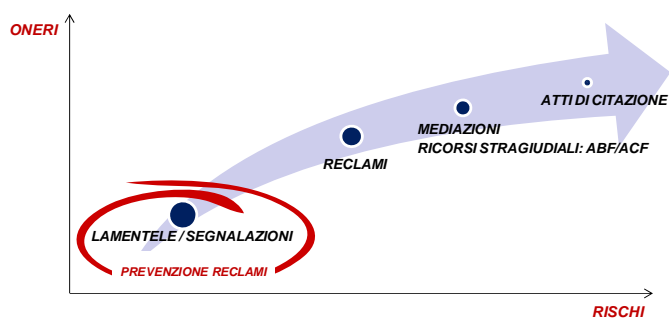 ONERI
ATTI DI CITAZIONE
MEDIAZIONI
RICORSI STRAGIUDIALI: ABF/ACF
RECLAMI
LAMENTELE / SEGNALAZIONI
PREVENZIONE RECLAMI
RISCHI